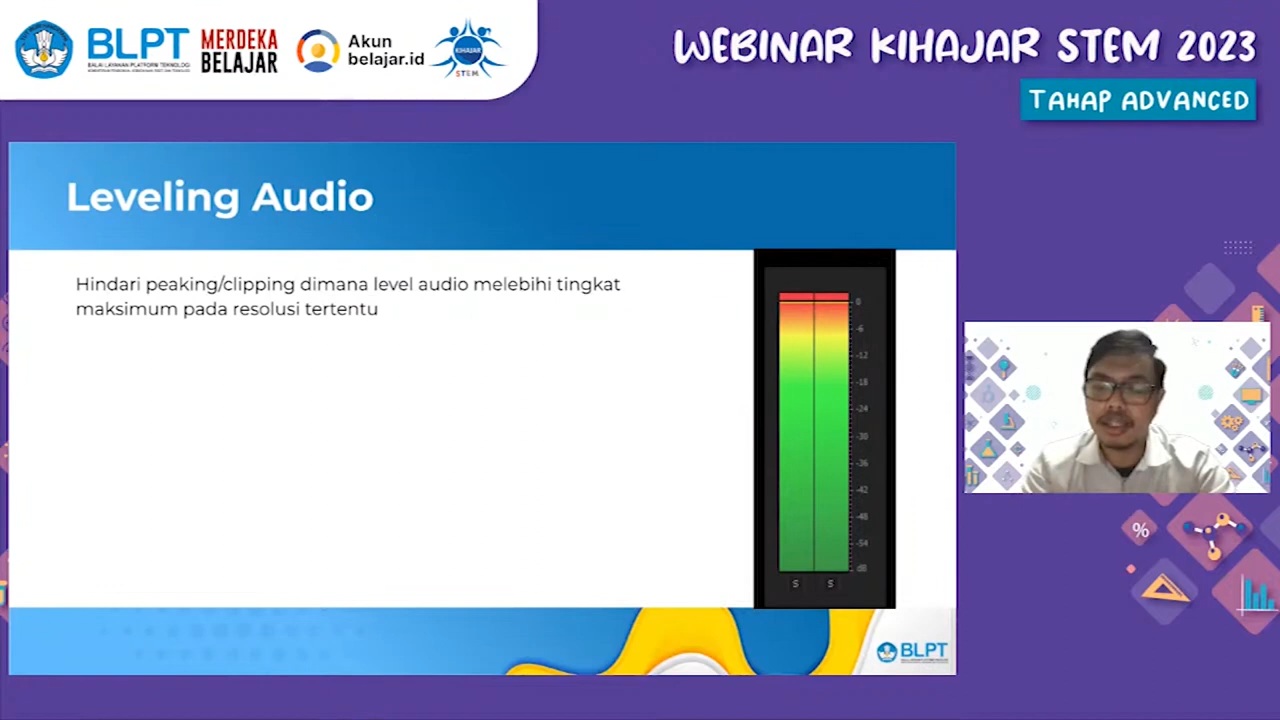 BLPT
MERDEKA
BELAJAR
Akun
belajar.id
KIHAJAR
STEM
WEBINAR KIHAJAR STEM 2023
TAHAP ADVANCED
Leveling Audio
Hindari peaking/clipping dimana level audio melebihi tingkat
maksimum pada resolusi tertentu
0
-6
-12
-18
-24
-30
-36
-42
-48
-54
dB
S S
%
BLPT